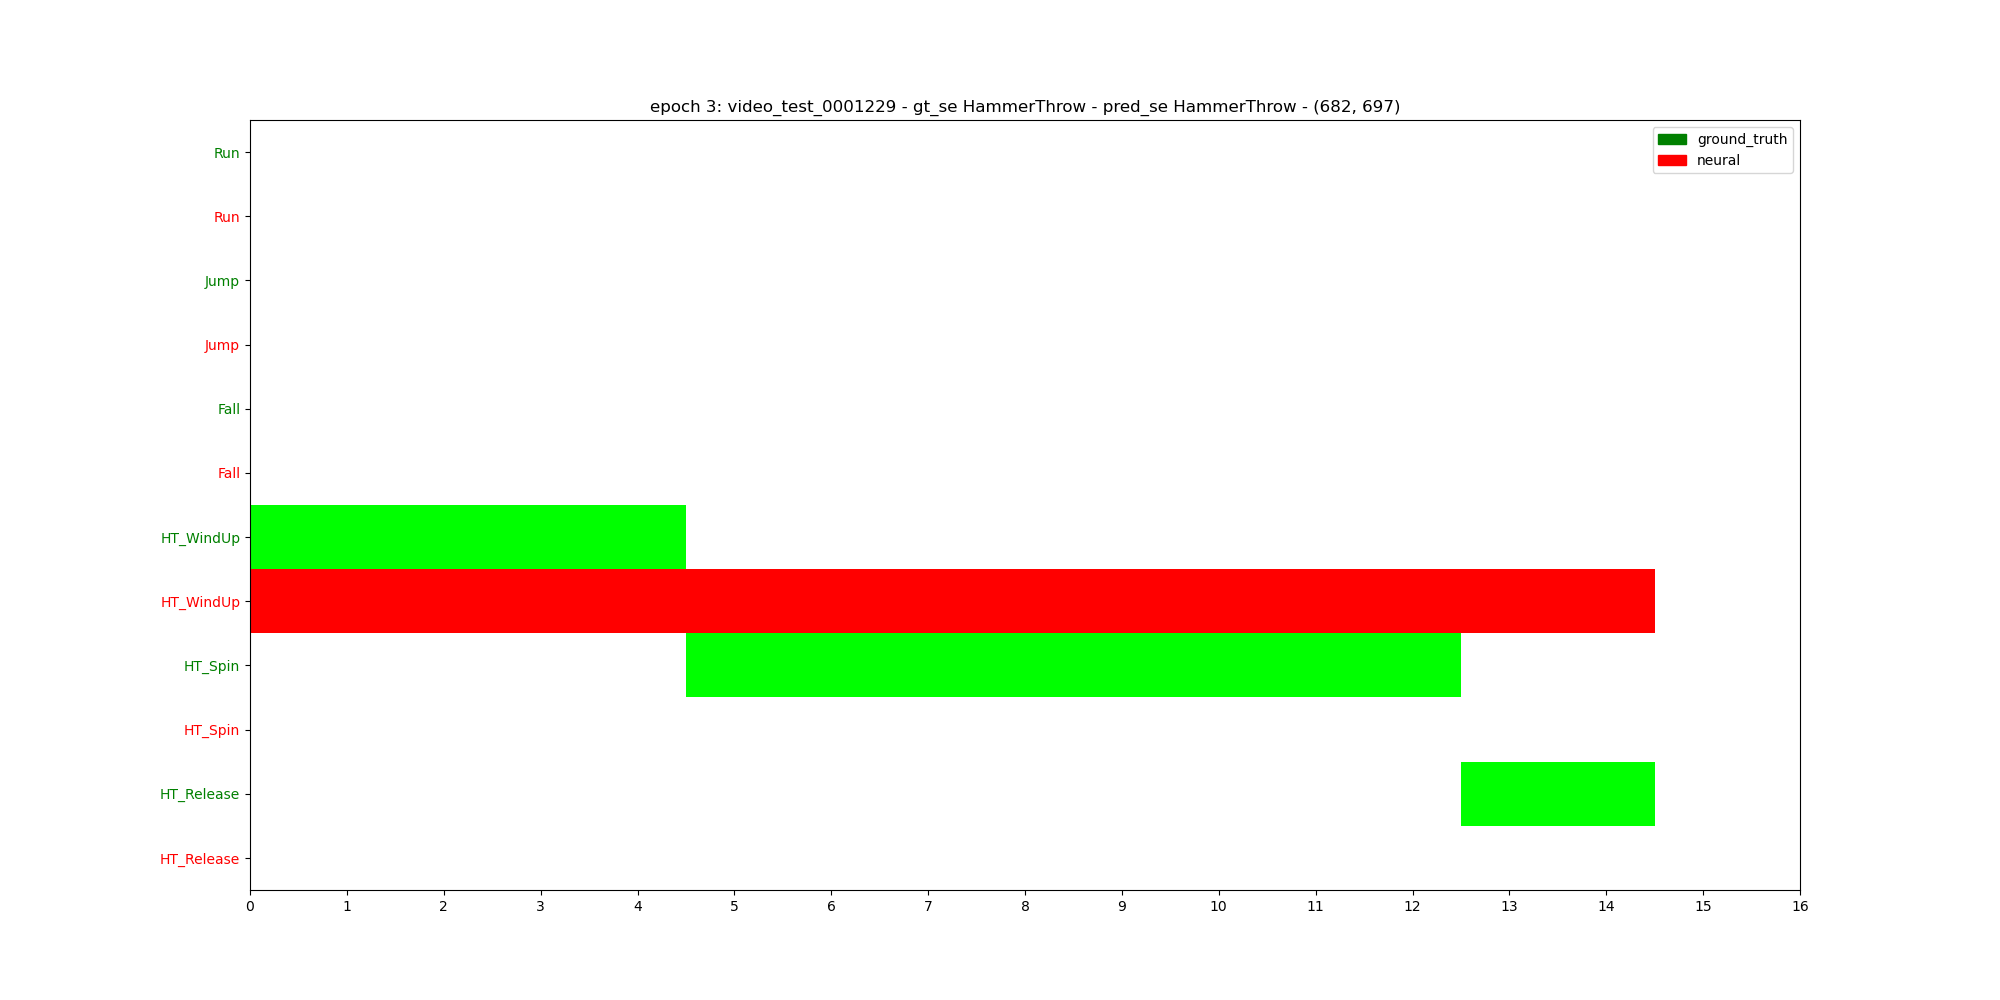 epoch 3: video_test_0001229 - gt_se HammerThrow - pred_se HammerThrow - (682, 697)
ground_truth
neural
Run
Run
Jump
Jump
Fall
Fall
HT_WindUp
HT_WindUp
HT_Spin
HT_Spin
HT_Release
HT_Release
0 1 2 3 4 5 6 7 8 9 10 11 12 13 14 15 16